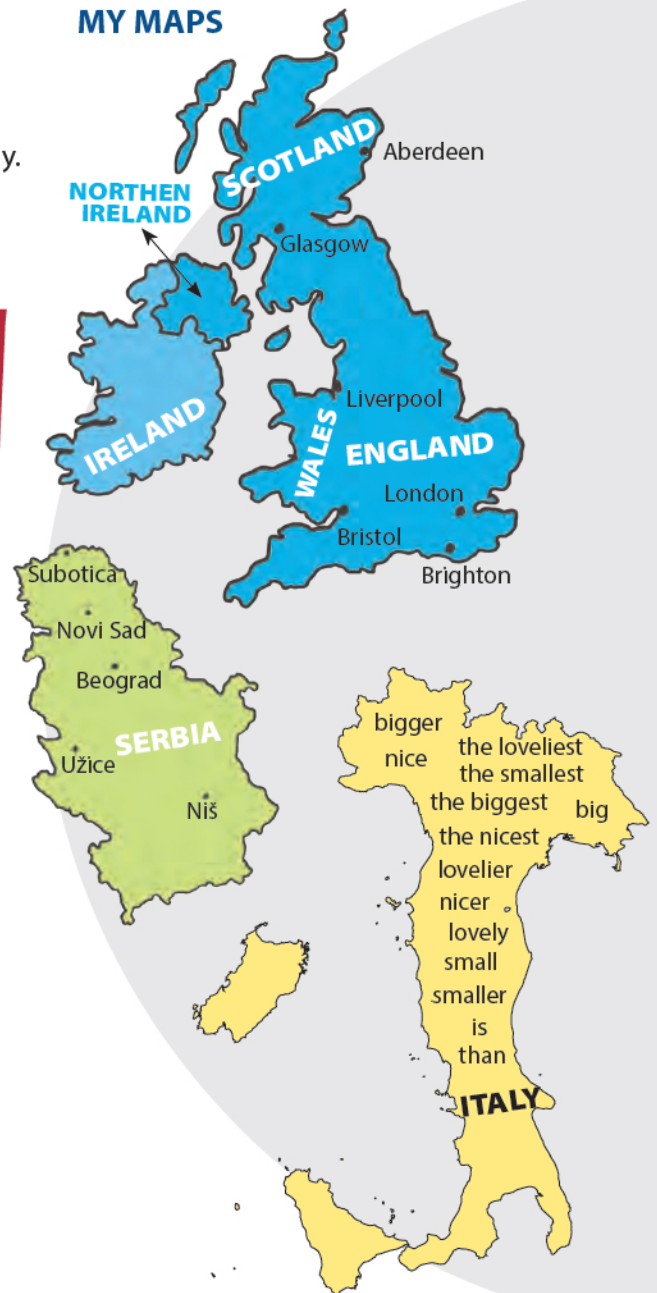 MY MAPS
y.
SCOTLAND
Aberdeen
NORTHEN
IRELAND
Glasgow
IRELAND
Liverpool
WALES
ENGLAND
London
Bristol
Brighton
Subotica
Novi Sad
Beograd
SERBIA
Užice
Niš
bigger
nice
the loveliest
the smallest
the biggest
big
the nicest
lovelier
nicer
lovely
small
smaller
is
than
ITALY